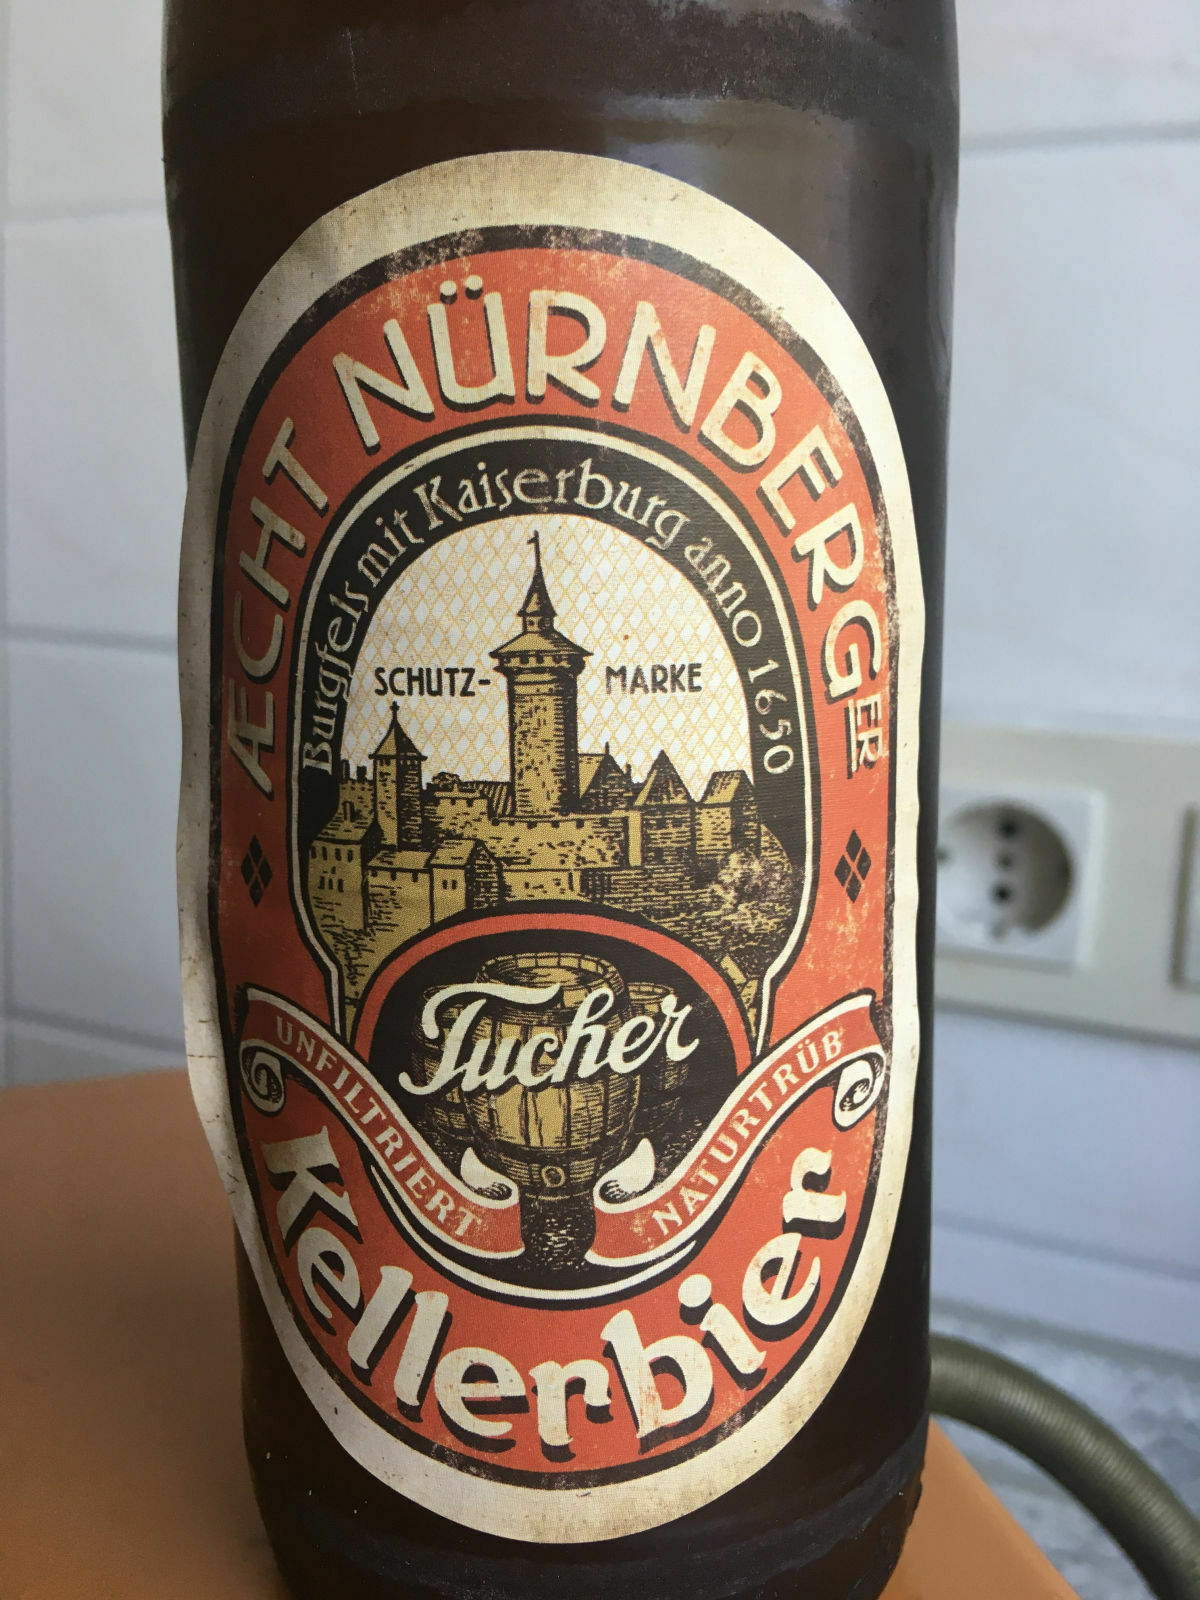 ÆCHT NÜRNBERGER
Burgfels mit Kaiserburg anno 1650
SCHUTZ-MARKE
Tucher
UNFILTRIERT NATURTRÜB
Kellerbier